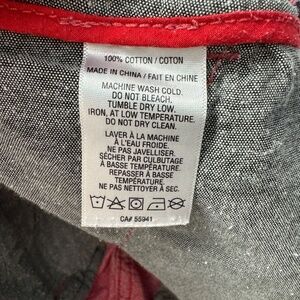 100% COTTON / COTON
MADE IN CHINA / FAIT EN CHINE
MACHINE WASH COLD.
DO NOT BLEACH.
TUMBLE DRY LOW.
IRON, AT LOW TEMPERATURE.
DO NOT DRY CLEAN.
LAVER À LA MACHINE
À L'EAU FROIDE.
NE PAS JAVELLISER.
SÉCHER PAR CULBUTAGE
À BASSE TEMPÉRATURE.
REPASSER À BASSE
TEMPÉRATURE.
NE PAS NETTOYER À SEC.
CA# 55941